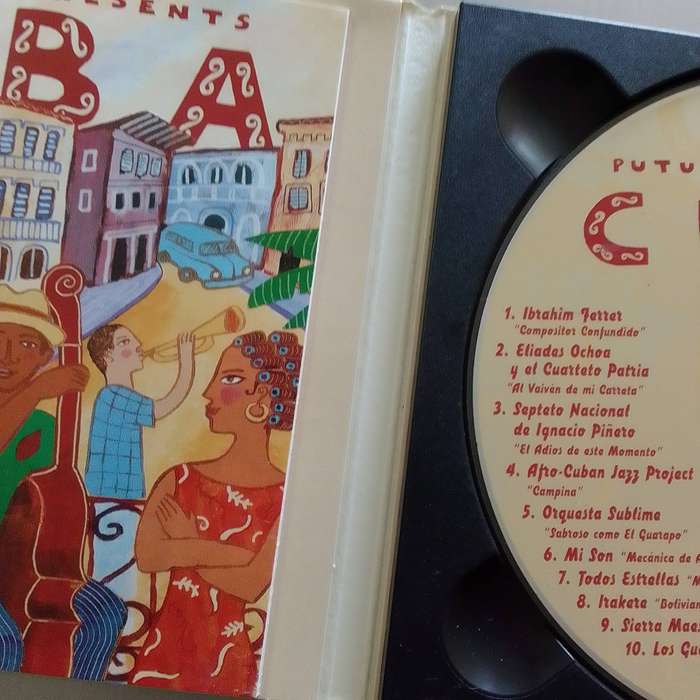 BA
PUTU
C
1. Ibrahim Ferrer
"Compositor Confundido"
2. Eliades Ochoa
y el Cuarteto Patria
"Al Vaivén de mi Carreta"
3. Septeto Nacional
de Ignacio Piñero
"El Adios de este Momento"
4. Afro-Cuban Jazz Project
"Campina"
5. Orquesta Sublime
"Sabroso como El Guarapo"
6. Mi Son "Mecánica de
7. Todos Estrellas
8. Irakere "Bolivian
9. Sierra Maes
10. Los Gu